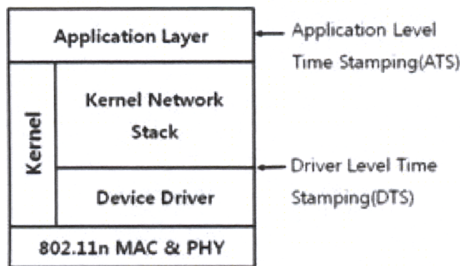 Application Layer
Application Level
Time Stamping(ATS)
Kernel
Kernel Network
Stack
Driver Level Time
Stamping(DTS)
Device Driver
802.11n MAC & PHY